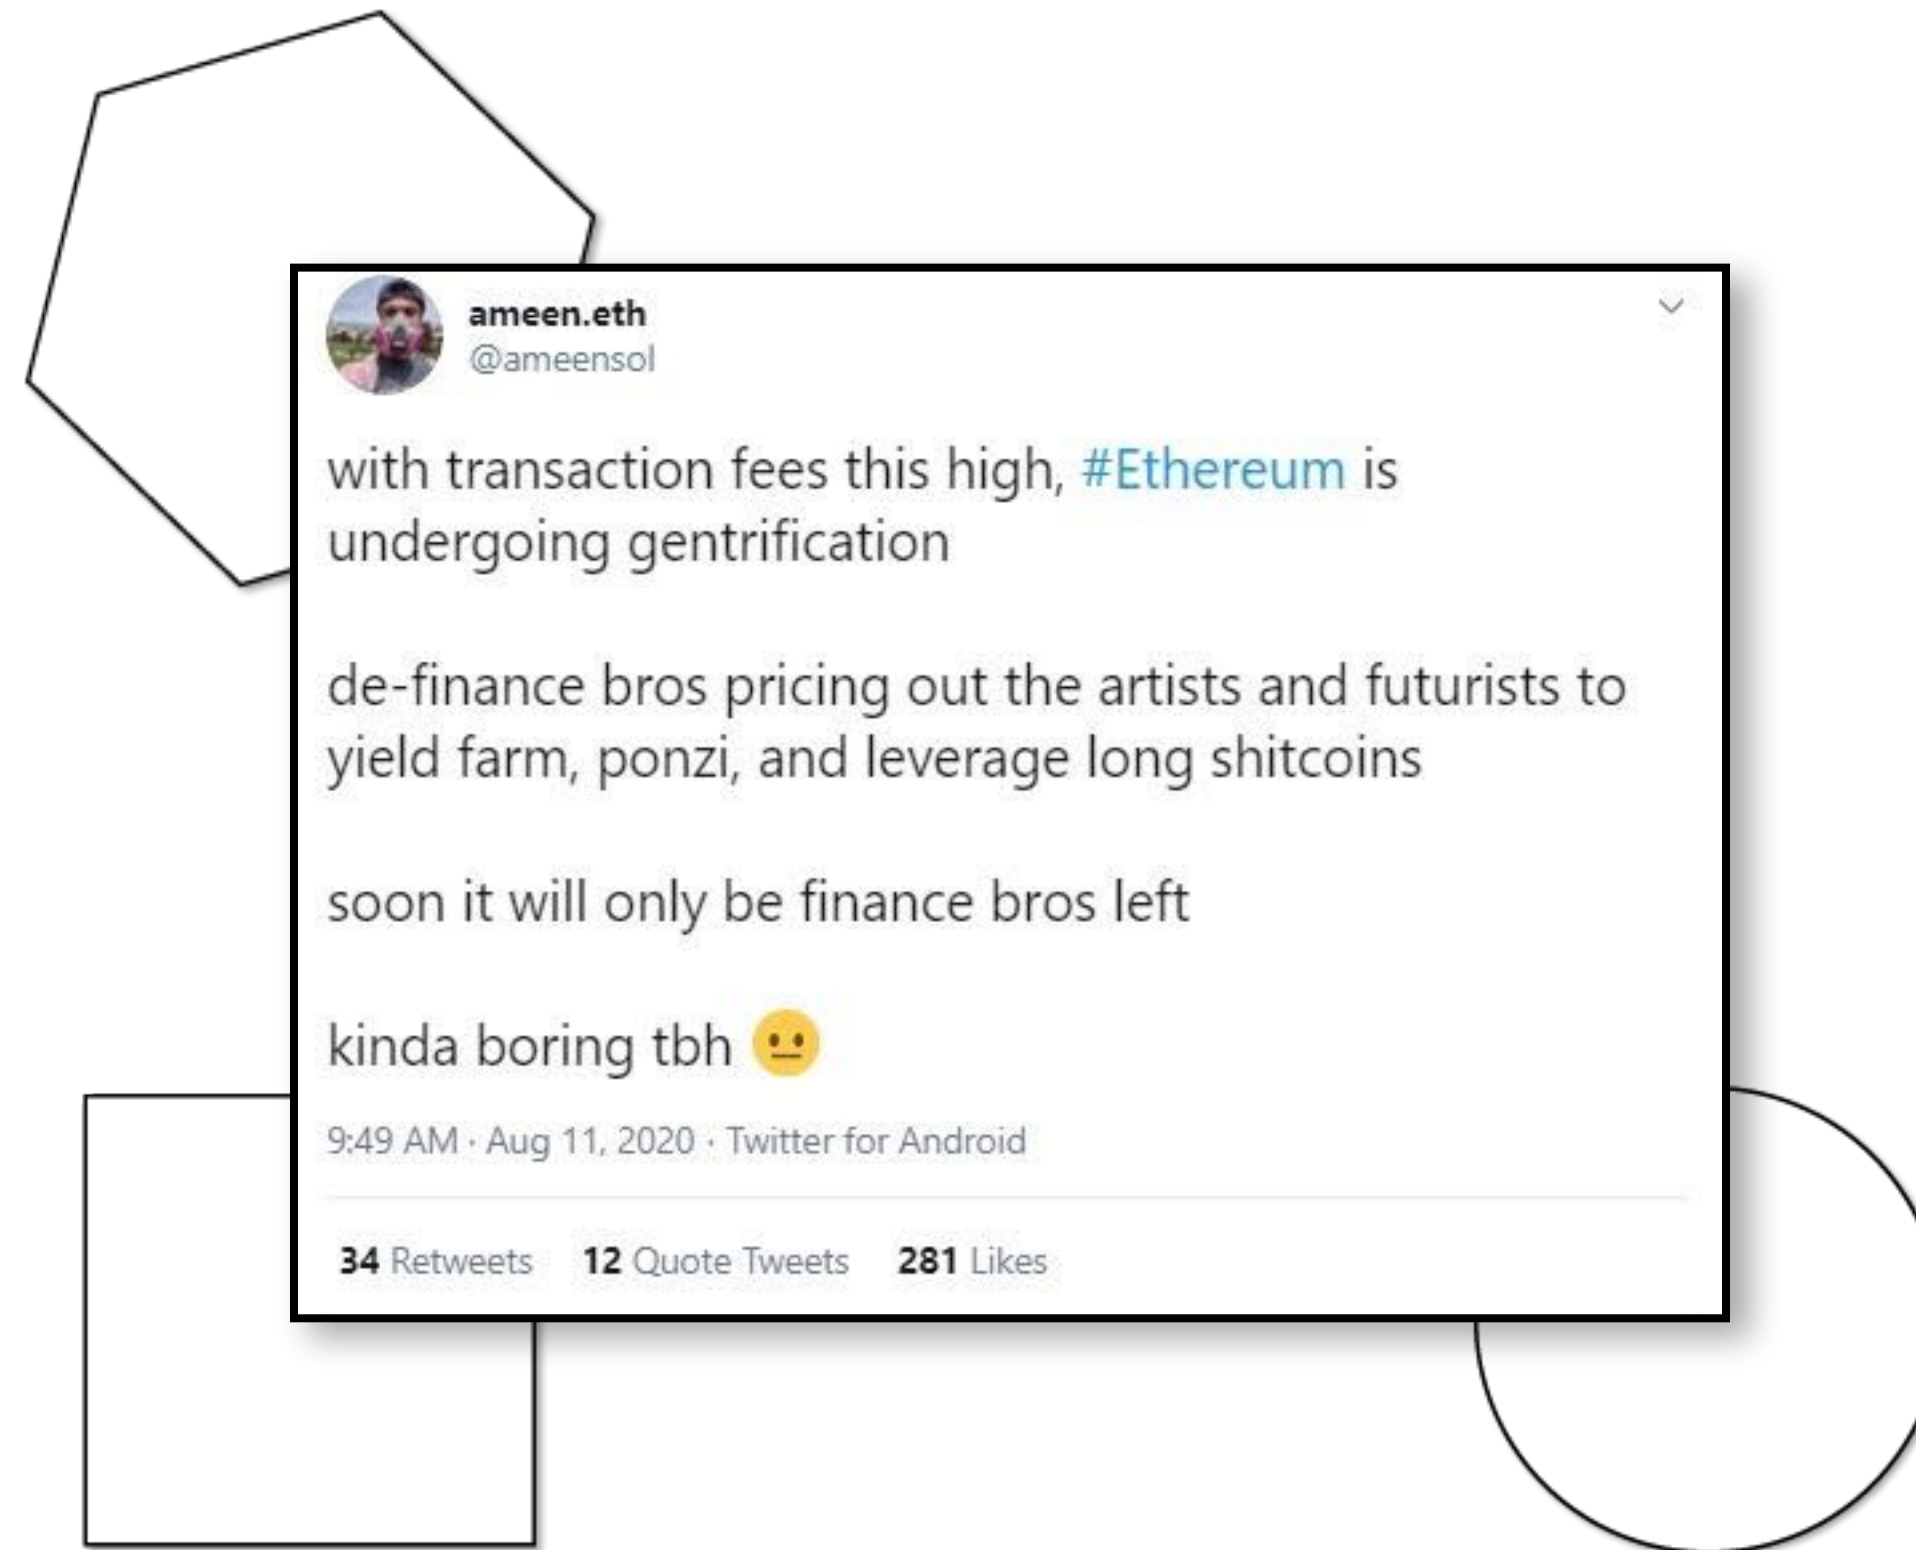 ameen.eth
@ameensol
with transaction fees this high, #Ethereum is
undergoing gentrification
de-finance bros pricing out the artists and futurists to
yield farm, ponzi, and leverage long shitcoins
soon it will only be finance bros left
kinda boring tbh 😐
9:49 AM · Aug 11, 2020 · Twitter for Android
34 Retweets 12 Quote Tweets 281 Likes